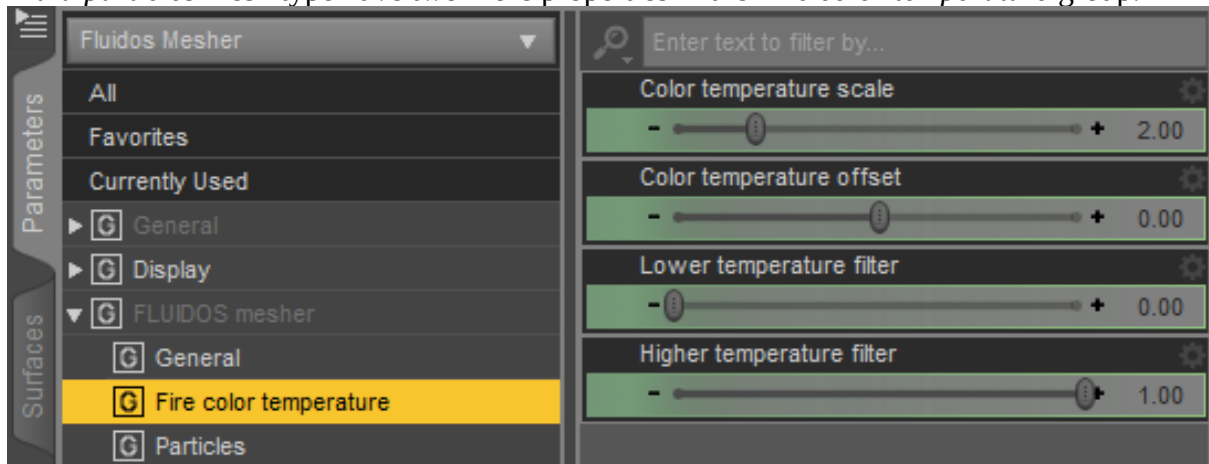 Fluidos Mesher
Enter text to filter by...
All
Favorites
Currently Used
G General
G Display
G FLUIDOS mesher
G General
G Fire color temperature
G Particles
Parameters
Surfaces
Color temperature scale
- + 2.00
Color temperature offset
- + 0.00
Lower temperature filter
- + 0.00
Higher temperature filter
- + 1.00